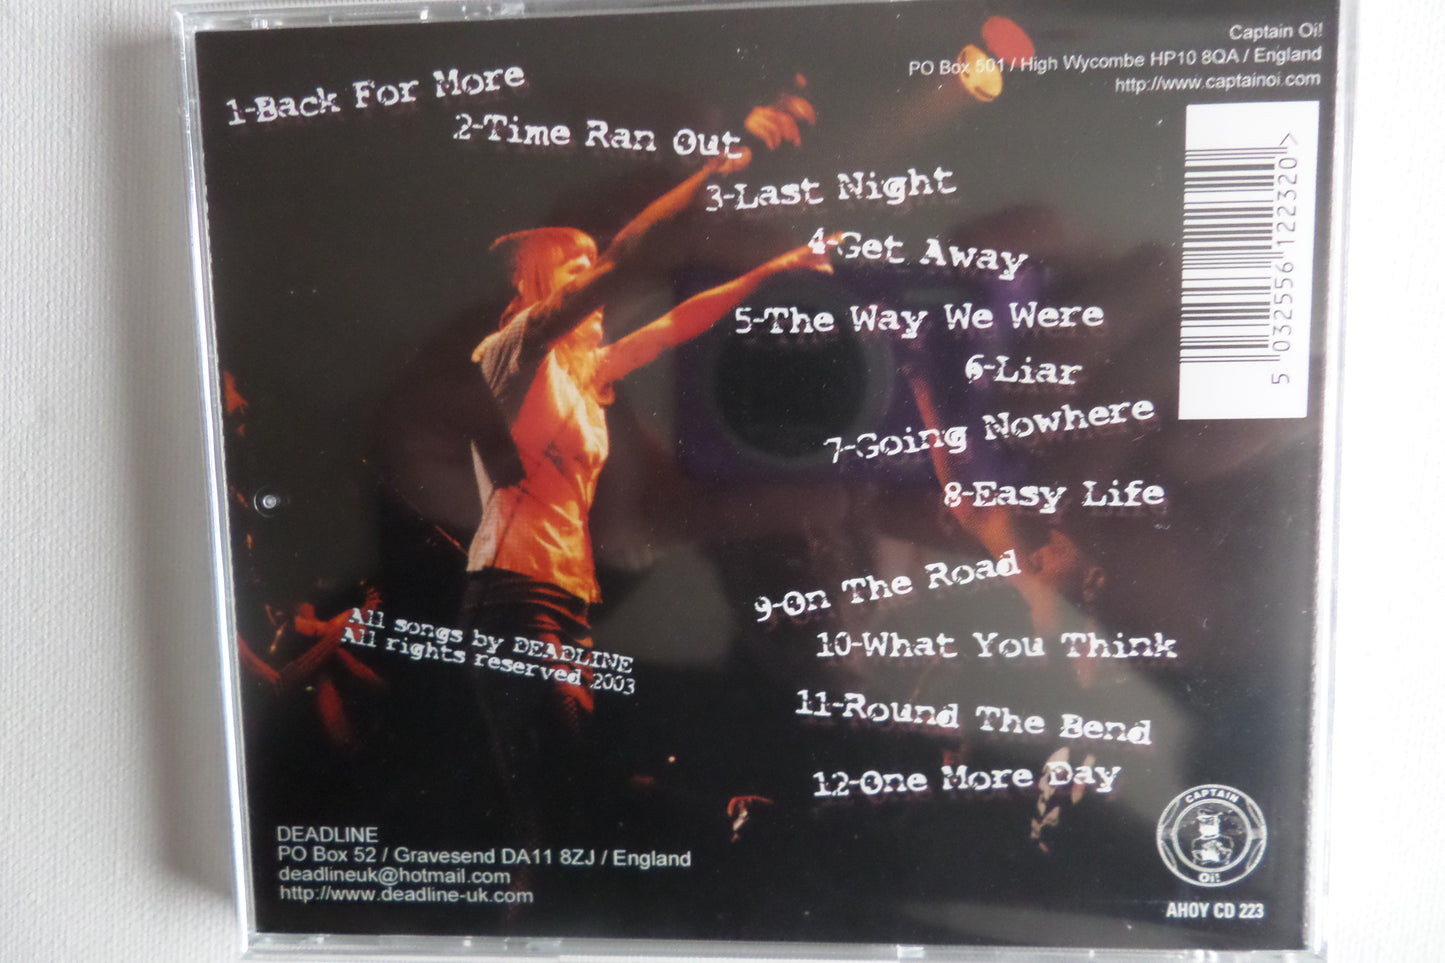 Captain Oi!
PO Box 501 / High Wycombe HP10 8QA / England
http://www.captainoi.com
1-Back For More
2-Time Ran Out
3-Last Night
4-Get Away
5-The Way We Were
6-Liar
7-Going Nowhere
8-Easy Life
9-On The Road
10-What You Think
11-Round The Bend
12-One More Day
5 032556 122320 >
All songs by DEADLINE
All rights reserved 2003
DEADLINE
PO Box 52 / Gravesend DA11 8ZJ / England
deadlineuk@hotmail.com
http://www.deadline-uk.com
CAPTAIN
Oi!
AHOY CD 223